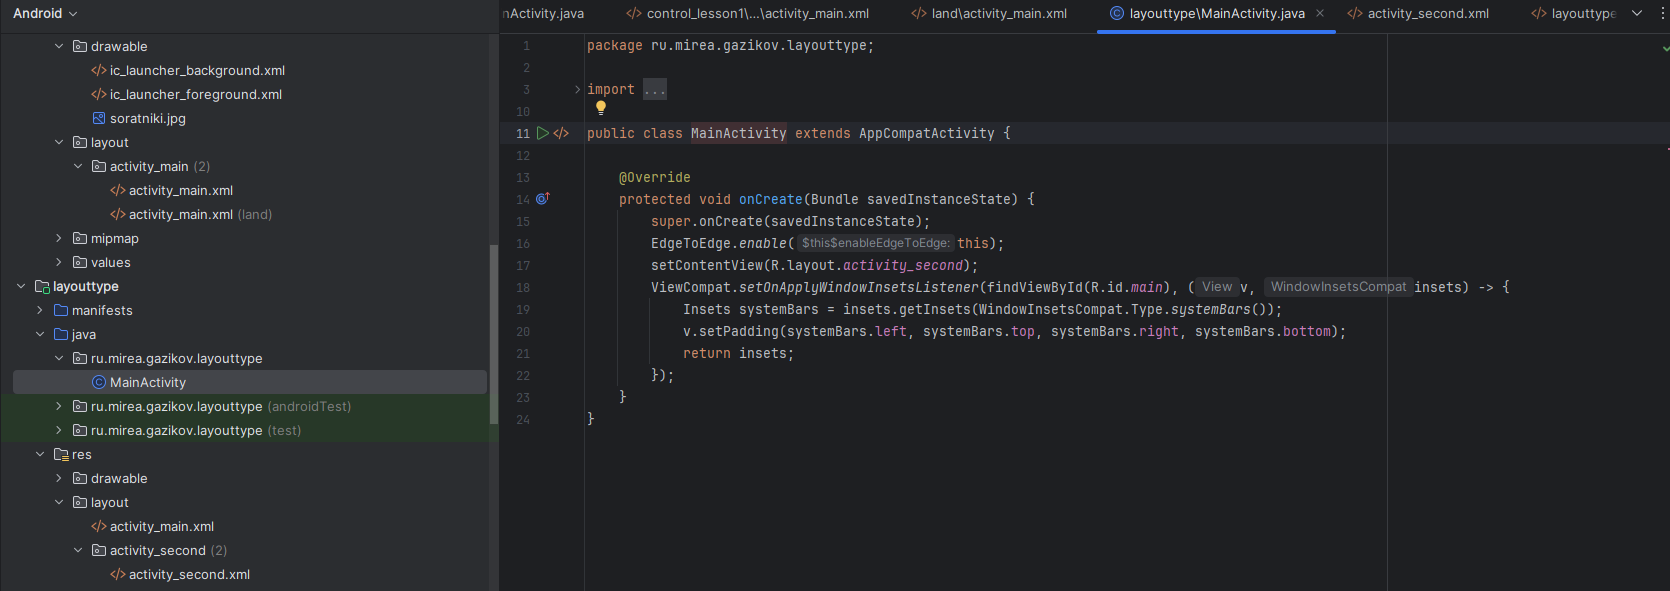 Android
drawable
ic_launcher_background.xml
ic_launcher_foreground.xml
soratniki.jpg
layout
activity_main (2)
activity_main.xml
activity_main.xml (land)
mipmap
values
layouttype
manifests
java
ru.mirea.gazikov.layouttype
MainActivity
ru.mirea.gazikov.layouttype (androidTest)
ru.mirea.gazikov.layouttype (test)
res
drawable
layout
activity_main.xml
activity_second (2)
activity_second.xml
nActivity.java control_lesson1\...\activity_main.xml land\activity_main.xml layouttype\MainActivity.java activity_second.xml layouttype
1 package ru.mirea.gazikov.layouttype;
2
3 import ...
10
11 public class MainActivity extends AppCompatActivity {
12
13 @Override
14 protected void onCreate(Bundle savedInstanceState) {
15 super.onCreate(savedInstanceState);
16 EdgeToEdge.enable( $this$enableEdgeToEdge: this);
17 setContentView(R.layout.activity_second);
18 ViewCompat.setOnApplyWindowInsetsListener(findViewById(R.id.main), ( View v, WindowInsetsCompat insets) -> {
19 Insets systemBars = insets.getInsets(WindowInsetsCompat.Type.systemBars());
20 v.setPadding(systemBars.left, systemBars.top, systemBars.right, systemBars.bottom);
21 return insets;
22 });
23 }
24 }